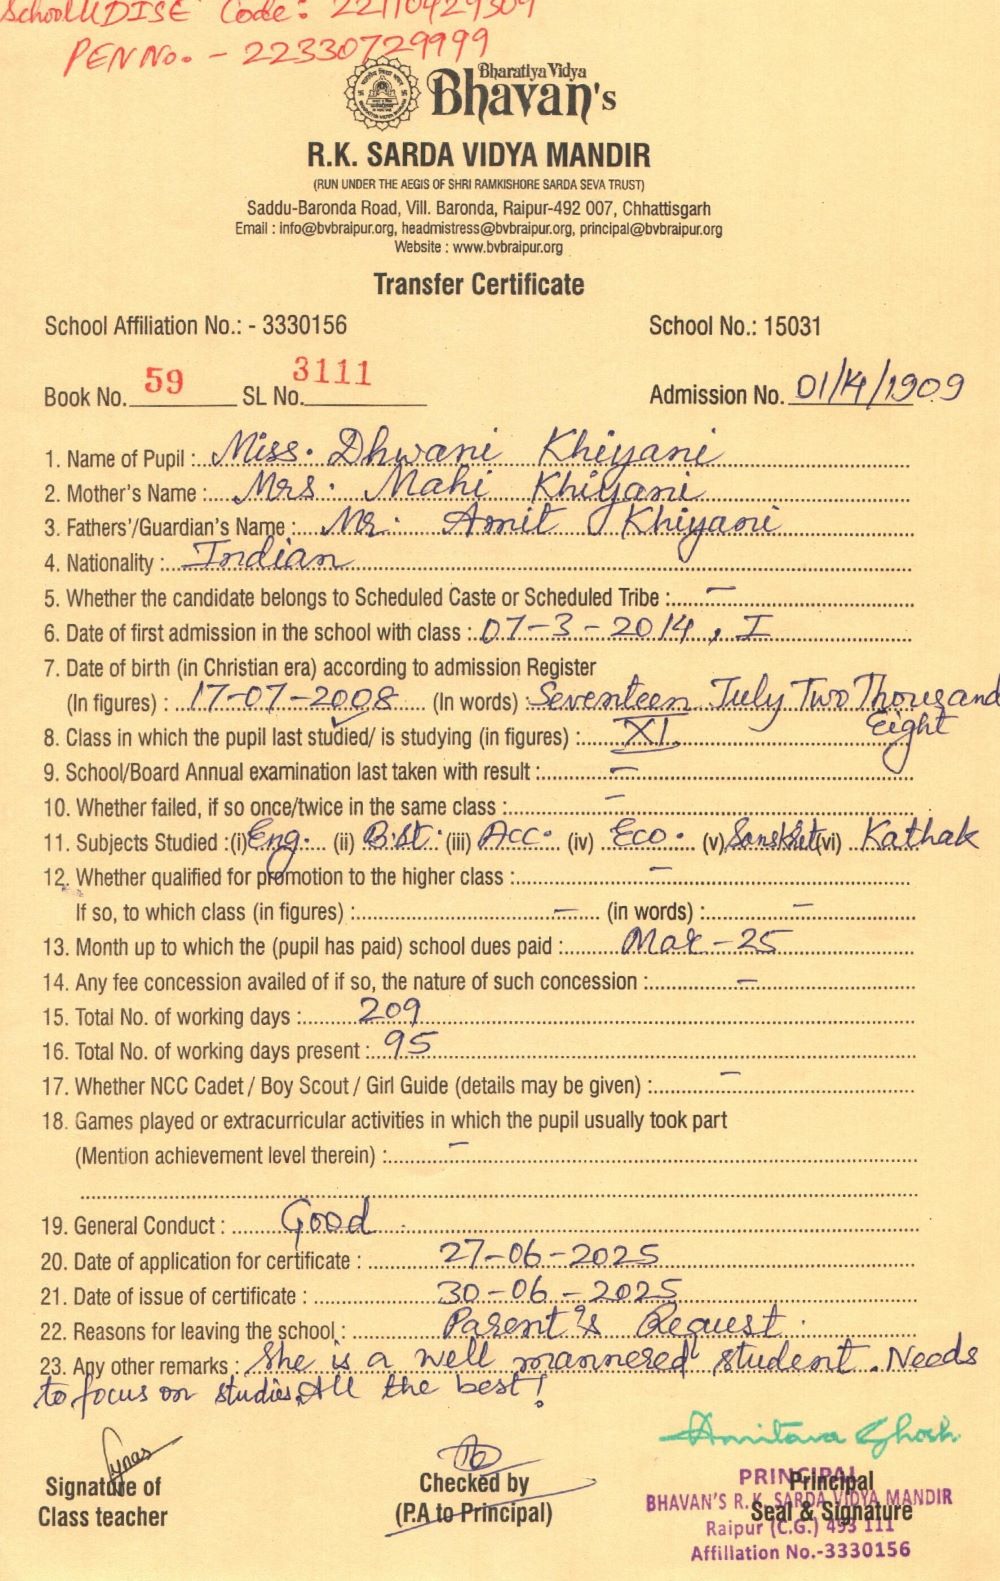 School UDISE Code: 22110429309
PEN No. - 22330729999
Bharatiya Vidya
Bhavan's
R.K. SARDA VIDYA MANDIR
(RUN UNDER THE AEGIS OF SHRI RAMKISHORE SARDA SEVA TRUST)
Saddu-Baronda Road, Vill. Baronda, Raipur-492 007, Chhattisgarh
Email : info@bvbraipur.org, headmistress@bvbraipur.org, principal@bvbraipur.org
Website : www.bvbraipur.org
Transfer Certificate
School Affiliation No.: - 3330156 School No.: 15031
Book No. 59 SL No. 3111 Admission No. 01/14/1909
1. Name of Pupil : Miss. Dhwani Khiyani
2. Mother's Name : Mrs. Mahi Khiyani
3. Fathers'/Guardian's Name : Mr. Amit Khiyani
4. Nationality : Indian
5. Whether the candidate belongs to Scheduled Caste or Scheduled Tribe : –
6. Date of first admission in the school with class : 07-3-2014, I
7. Date of birth (in Christian era) according to admission Register
(In figures) : 17-07-2008 (In words) : Seventeen July Two Thousand
Eight
8. Class in which the pupil last studied/ is studying (in figures) : XI
9. School/Board Annual examination last taken with result : –
10. Whether failed, if so once/twice in the same class : –
11. Subjects Studied :(i) Eng. (ii) B.St. (iii) Acc. (iv) Eco. (v) Sanskrit (vi) Kathak
12. Whether qualified for promotion to the higher class : –
If so, to which class (in figures) : – (in words) : –
13. Month up to which the (pupil has paid) school dues paid : Mar-25
14. Any fee concession availed of if so, the nature of such concession : –
15. Total No. of working days : 209
16. Total No. of working days present : 95
17. Whether NCC Cadet / Boy Scout / Girl Guide (details may be given) : –
18. Games played or extracurricular activities in which the pupil usually took part
(Mention achievement level therein) : –
19. General Conduct : Good
20. Date of application for certificate : 27-06-2025
21. Date of issue of certificate : 30-06-2025
22. Reasons for leaving the school : Parent's Request.
23. Any other remarks : She is a well mannered student. Needs
to focus on studies. All the best!
Amitava Ghosh
Signature of
Class teacher
Checked by
(P.A to Principal)
Principal
Seal & Signature
PRINCIPAL
BHAVAN'S R.K. SARDA VIDYA MANDIR
Raipur (C.G.) 493 111
Affillation No.-3330156